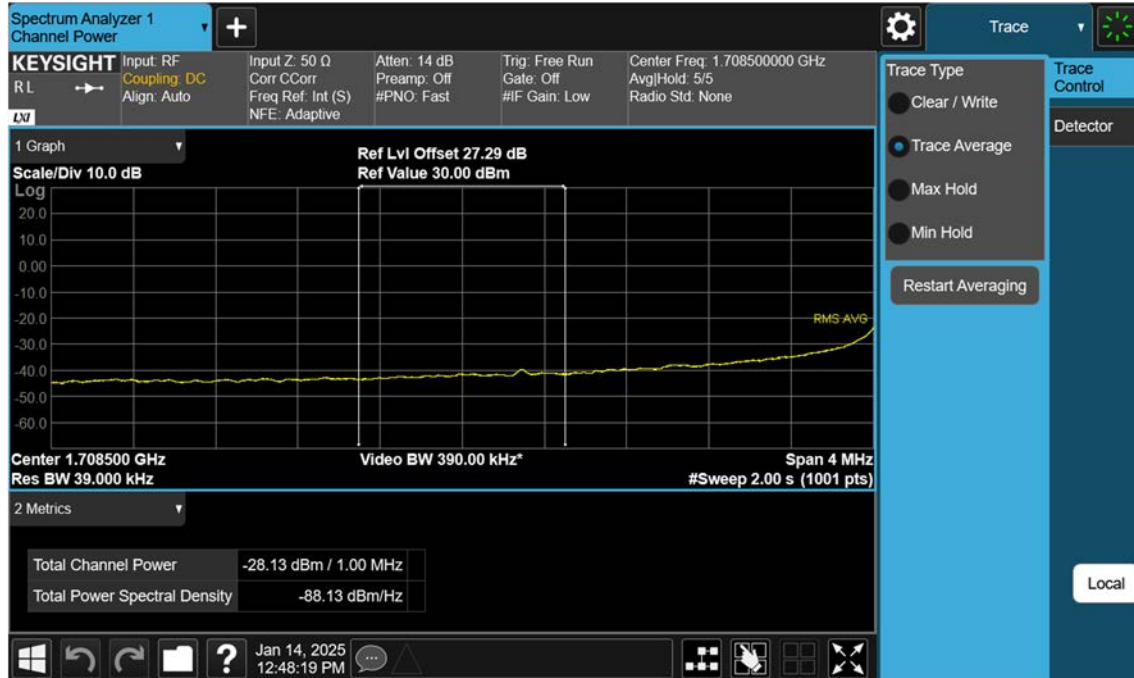 Spectrum Analyzer 1
Channel Power
+
Trace
KEYSIGHT
R L
LXI
Input: RF
Coupling: DC
Align: Auto
Input Z: 50 Ω
Corr CCorr
Freq Ref: Int (S)
NFE: Adaptive
Atten: 14 dB
Preamp: Off
#PNO: Fast
Trig: Free Run
Gate: Off
#IF Gain: Low
Center Freq: 1.708500000 GHz
Avg|Hold: 5/5
Radio Std: None
Trace Type
Clear / Write
Trace Average
Max Hold
Min Hold
Restart Averaging
Trace
Control
Detector
Local
1 Graph
Scale/Div 10.0 dB
Ref Lvl Offset 27.29 dB
Ref Value 30.00 dBm
Log
20.0
10.0
0.00
-10.0
-20.0
-30.0
-40.0
-50.0
-60.0
RMS AVG
Center 1.708500 GHz
Res BW 39.000 kHz
Video BW 390.00 kHz*
Span 4 MHz
#Sweep 2.00 s (1001 pts)
2 Metrics
Total Channel Power -28.13 dBm / 1.00 MHz
Total Power Spectral Density -88.13 dBm/Hz
?
Jan 14, 2025
12:48:19 PM